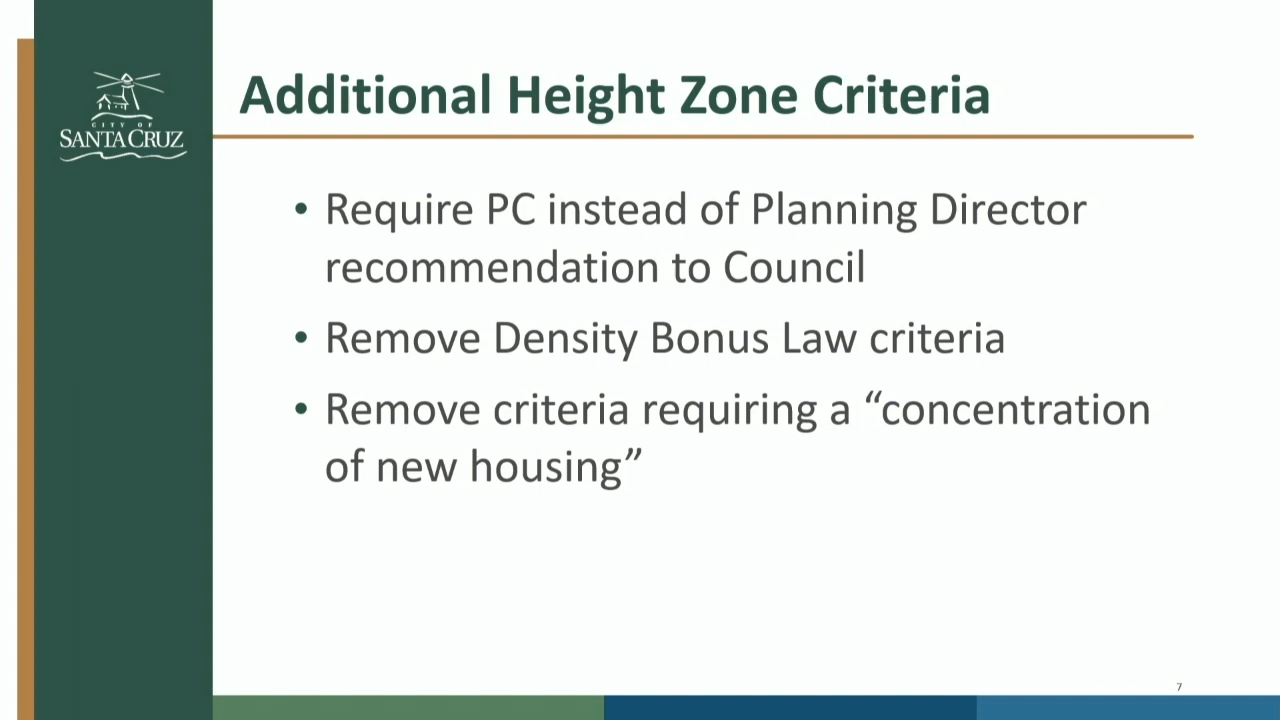 CITY OF
SANTA CRUZ
Additional Height Zone Criteria
• Require PC instead of Planning Director
recommendation to Council
• Remove Density Bonus Law criteria
• Remove criteria requiring a “concentration
of new housing”
7